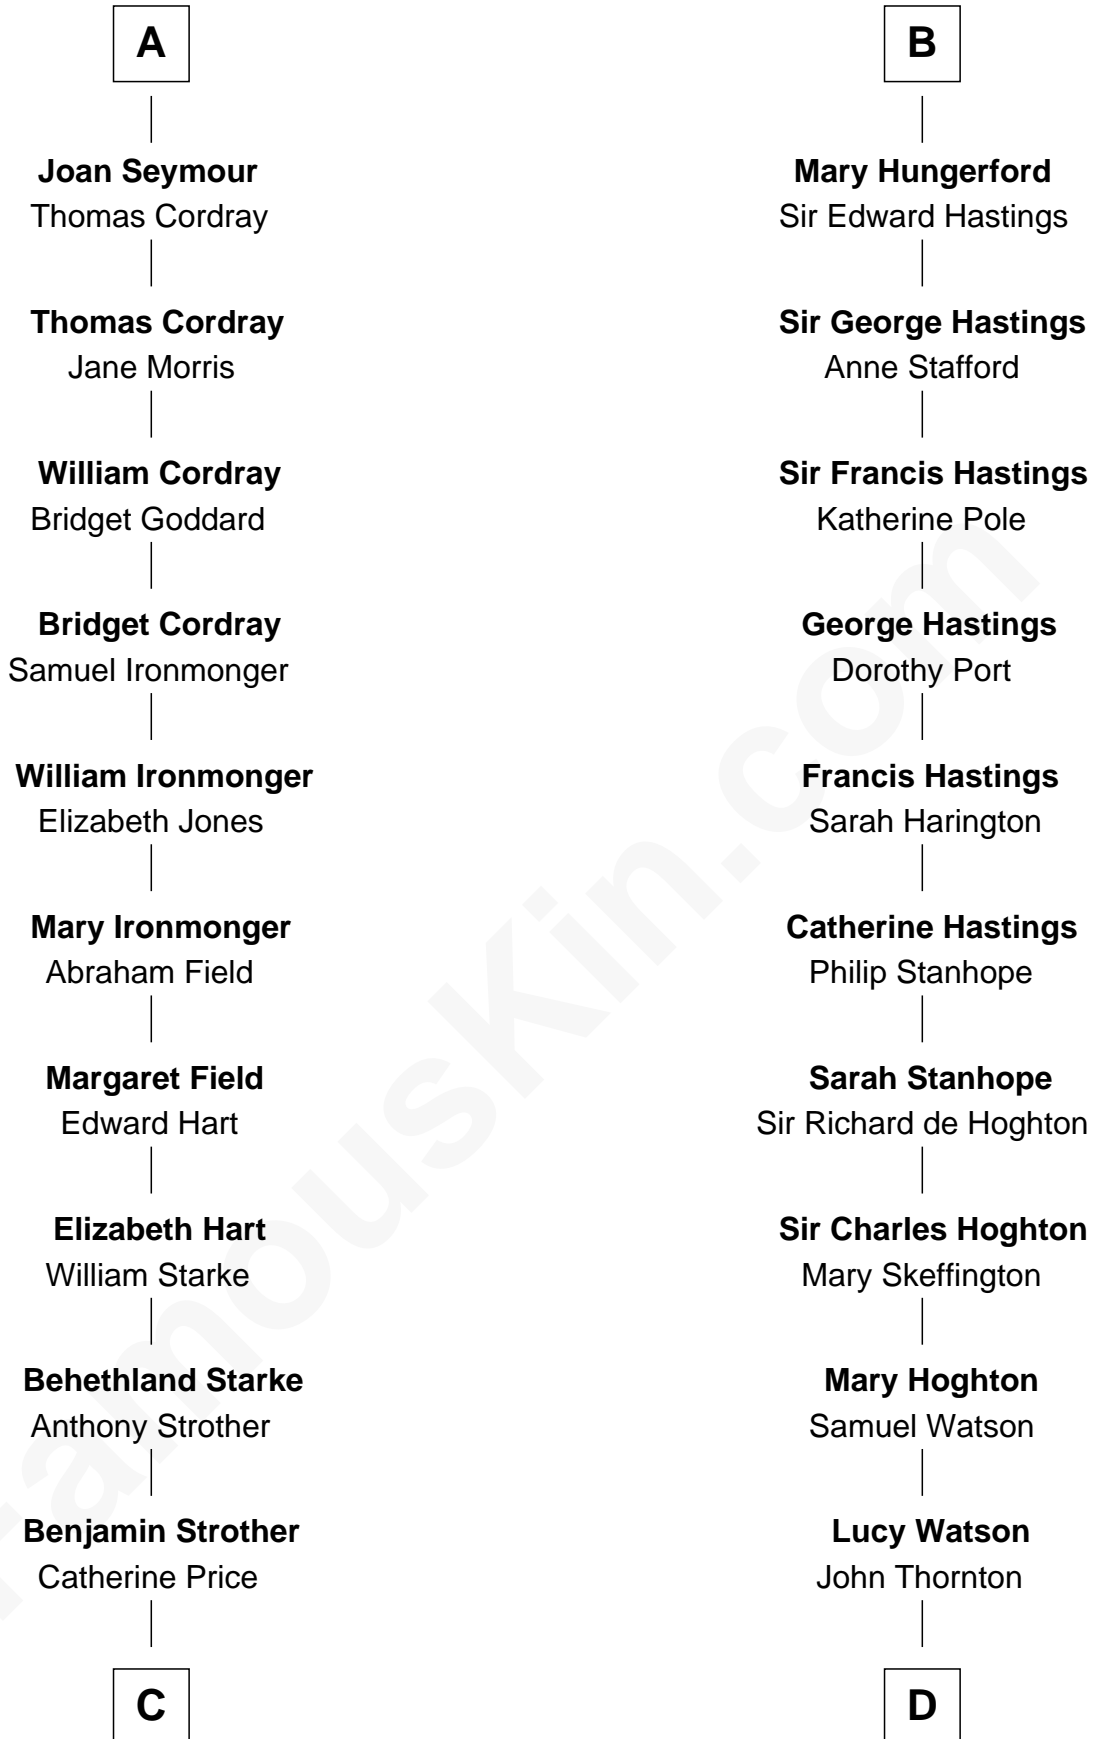 A
Joan Seymour
Thomas Cordray
Thomas Cordray
Jane Morris
William Cordray
Bridget Goddard
Bridget Cordray
Samuel Ironmonger
William Ironmonger
Elizabeth Jones
Mary Ironmonger
Abraham Field
Margaret Field
Edward Hart
Elizabeth Hart
William Starke
Behethland Starke
Anthony Strother
Benjamin Strother
Catherine Price
C
B
Mary Hungerford
Sir Edward Hastings
Sir George Hastings
Anne Stafford
Sir Francis Hastings
Katherine Pole
George Hastings
Dorothy Port
Francis Hastings
Sarah Harington
Catherine Hastings
Philip Stanhope
Sarah Stanhope
Sir Richard de Hoghton
Sir Charles Hoghton
Mary Skeffington
Mary Hoghton
Samuel Watson
Lucy Watson
John Thornton
D
FamousKin.com